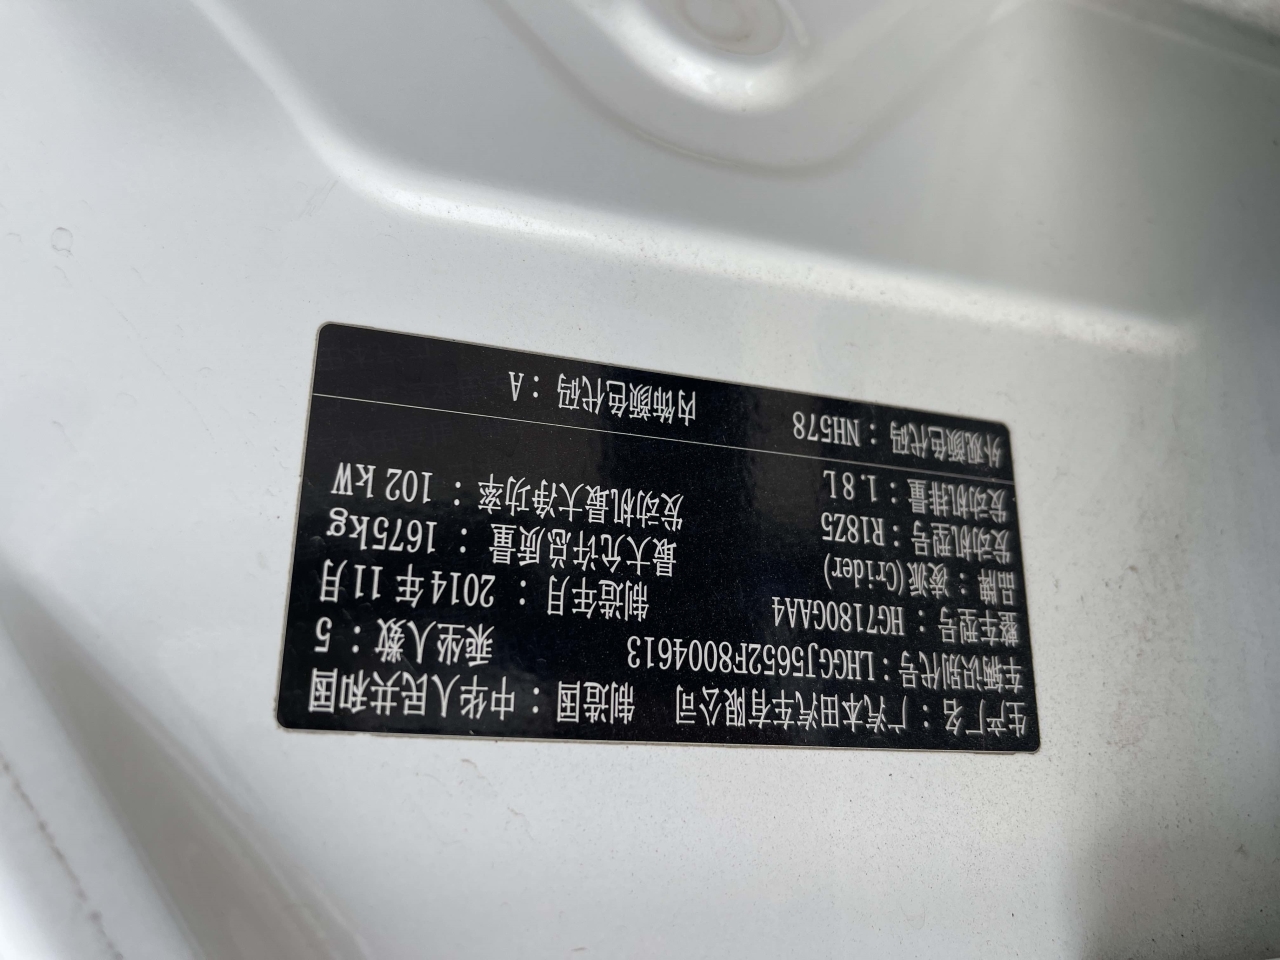 生产厂名：广汽本田汽车有限公司 制造国：中华人民共和国
车辆识别代号：LHGGJ5652F8004613 乘坐人数：5
整车型号：HG7180GAA4 制造年月：2014年11月
品牌：凌派(Crider) 最大允许总质量：1675kg
发动机型号：R18Z5 发动机最大净功率：102kW
发动机排量：1.8L
外观颜色代码：NH578 内饰颜色代码：A